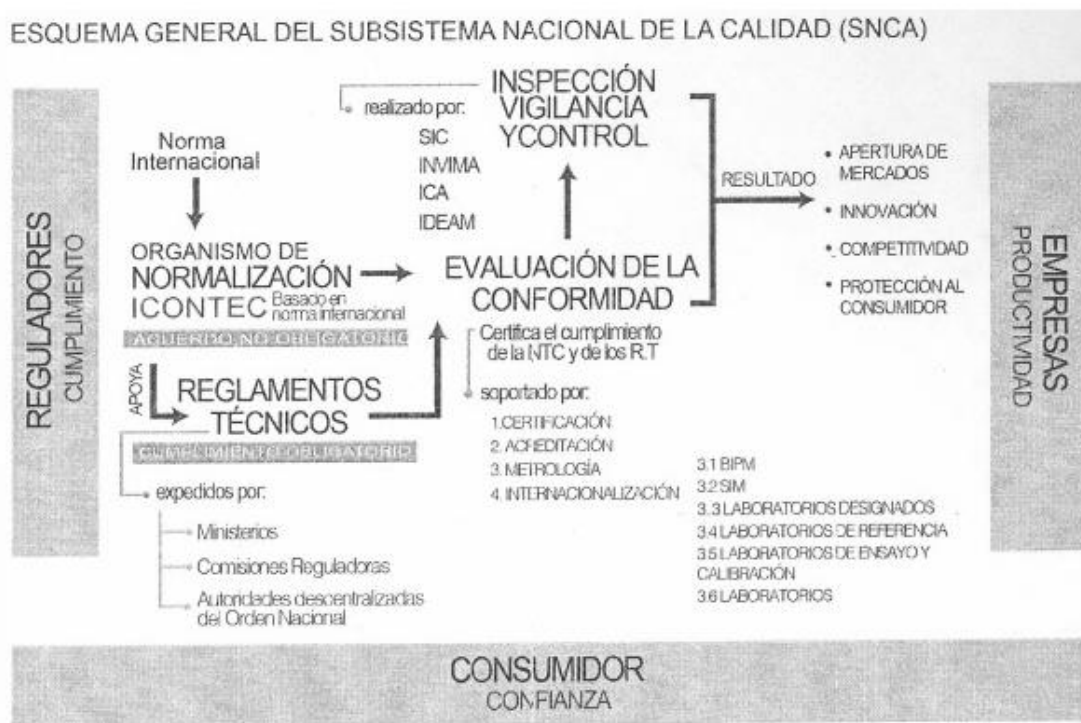 ESQUEMA GENERAL DEL SUBSISTEMA NACIONAL DE LA CALIDAD (SNCA)
REGULADORES
CUMPLIMIENTO
Norma
Internacional
ORGANISMO DE
NORMALIZACIÓN
ICONTEC Basado en
norma internacional
ACUERDO NO OBLIGATORIO
APOYA
REGLAMENTOS
TÉCNICOS
CUMPLIMIENTO OBLIGATORIO
expedidos por:
Ministerios
Comisiones Reguladoras
Autoridades descentralizadas
del Orden Nacional
INSPECCIÓN
VIGILANCIA
YCONTROL
realizado por:
SIC
INVIMA
ICA
IDEAM
EVALUACIÓN DE LA
CONFORMIDAD
Certifica el cumplimiento
de la NTC y de los R.T
soportado por:
1.CERTIFICACIÓN
2. ACREDITACIÓN
3. METROLOGÍA
4. INTERNACIONALIZACIÓN
3.1 BIPM
3.2 SIM
3.3 LABORATORIOS DESIGNADOS
3.4 LABORATORIOS DE REFERENCIA
3.5 LABORATORIOS DE ENSAYO Y
CALIBRACIÓN
3.6 LABORATORIOS
RESULTADO
• APERTURA DE
MERCADOS
• INNOVACIÓN
• COMPETITIVIDAD
• PROTECCIÓN AL
CONSUMIDOR
EMPRESAS
PRODUCTIVIDAD
CONSUMIDOR
CONFIANZA